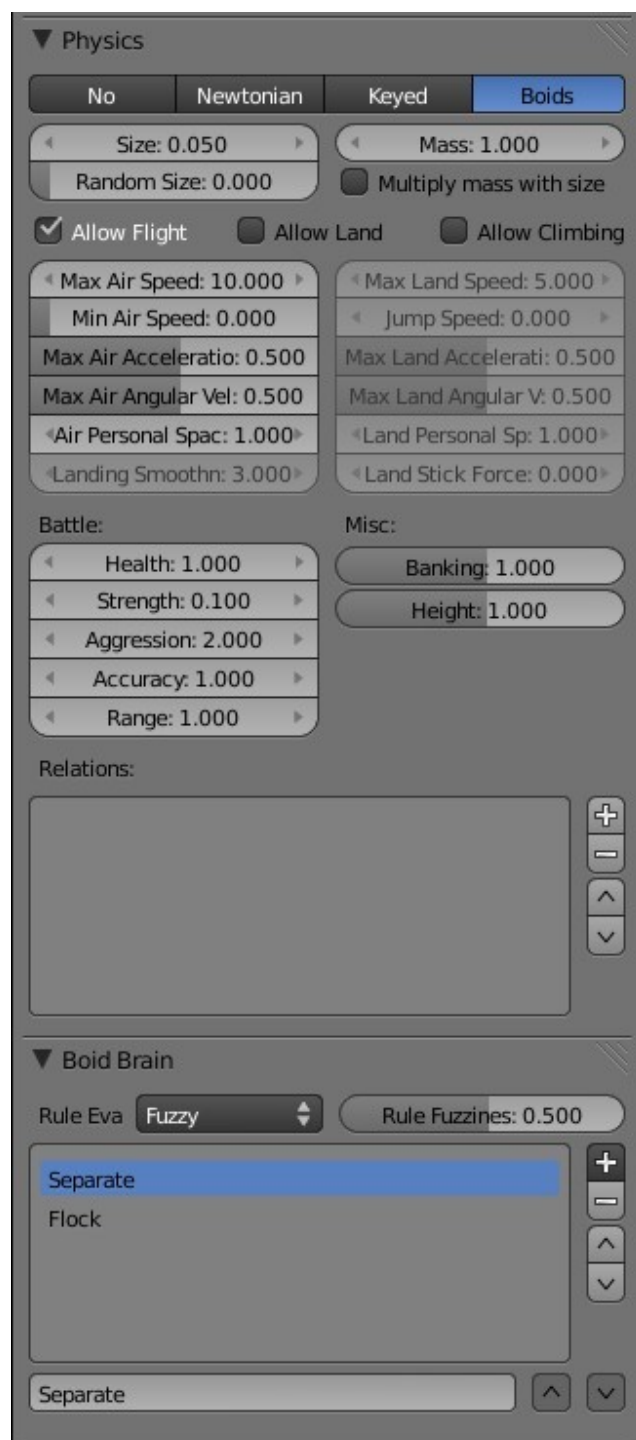 Physics
No Newtonian Keyed Boids
Size: 0.050 Mass: 1.000
Random Size: 0.000 Multiply mass with size
Allow Flight Allow Land Allow Climbing
Max Air Speed: 10.000 Max Land Speed: 5.000
Min Air Speed: 0.000 Jump Speed: 0.000
Max Air Acceleratio: 0.500 Max Land Accelerati: 0.500
Max Air Angular Vel: 0.500 Max Land Angular V: 0.500
Air Personal Spac: 1.000 Land Personal Sp: 1.000
Landing Smoothn: 3.000 Land Stick Force: 0.000
Battle: Misc:
Health: 1.000 Banking: 1.000
Strength: 0.100 Height: 1.000
Aggression: 2.000
Accuracy: 1.000
Range: 1.000
Relations:
Boid Brain
Rule Eva Fuzzy Rule Fuzzines: 0.500
Separate
Flock
Separate